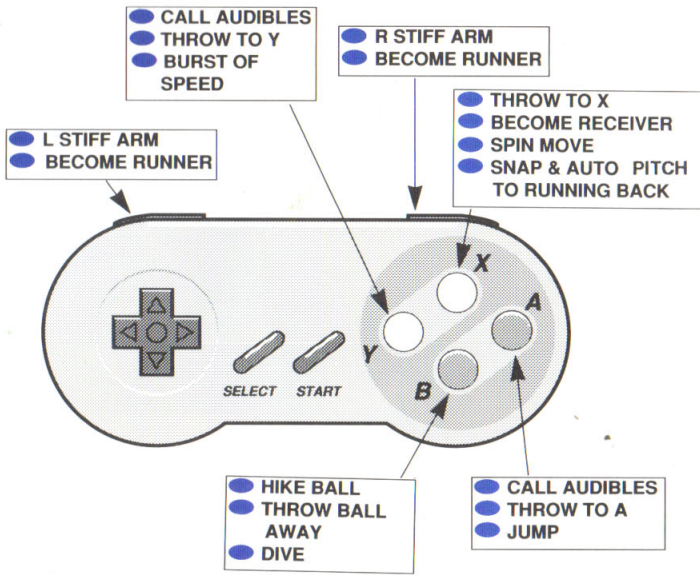 CALL AUDIBLES
THROW TO Y
BURST OF
SPEED
R STIFF ARM
BECOME RUNNER
THROW TO X
BECOME RECEIVER
SPIN MOVE
SNAP & AUTO PITCH
TO RUNNING BACK
L STIFF ARM
BECOME RUNNER
X
A
Y
B
SELECT START
HIKE BALL
THROW BALL
AWAY
DIVE
CALL AUDIBLES
THROW TO A
JUMP